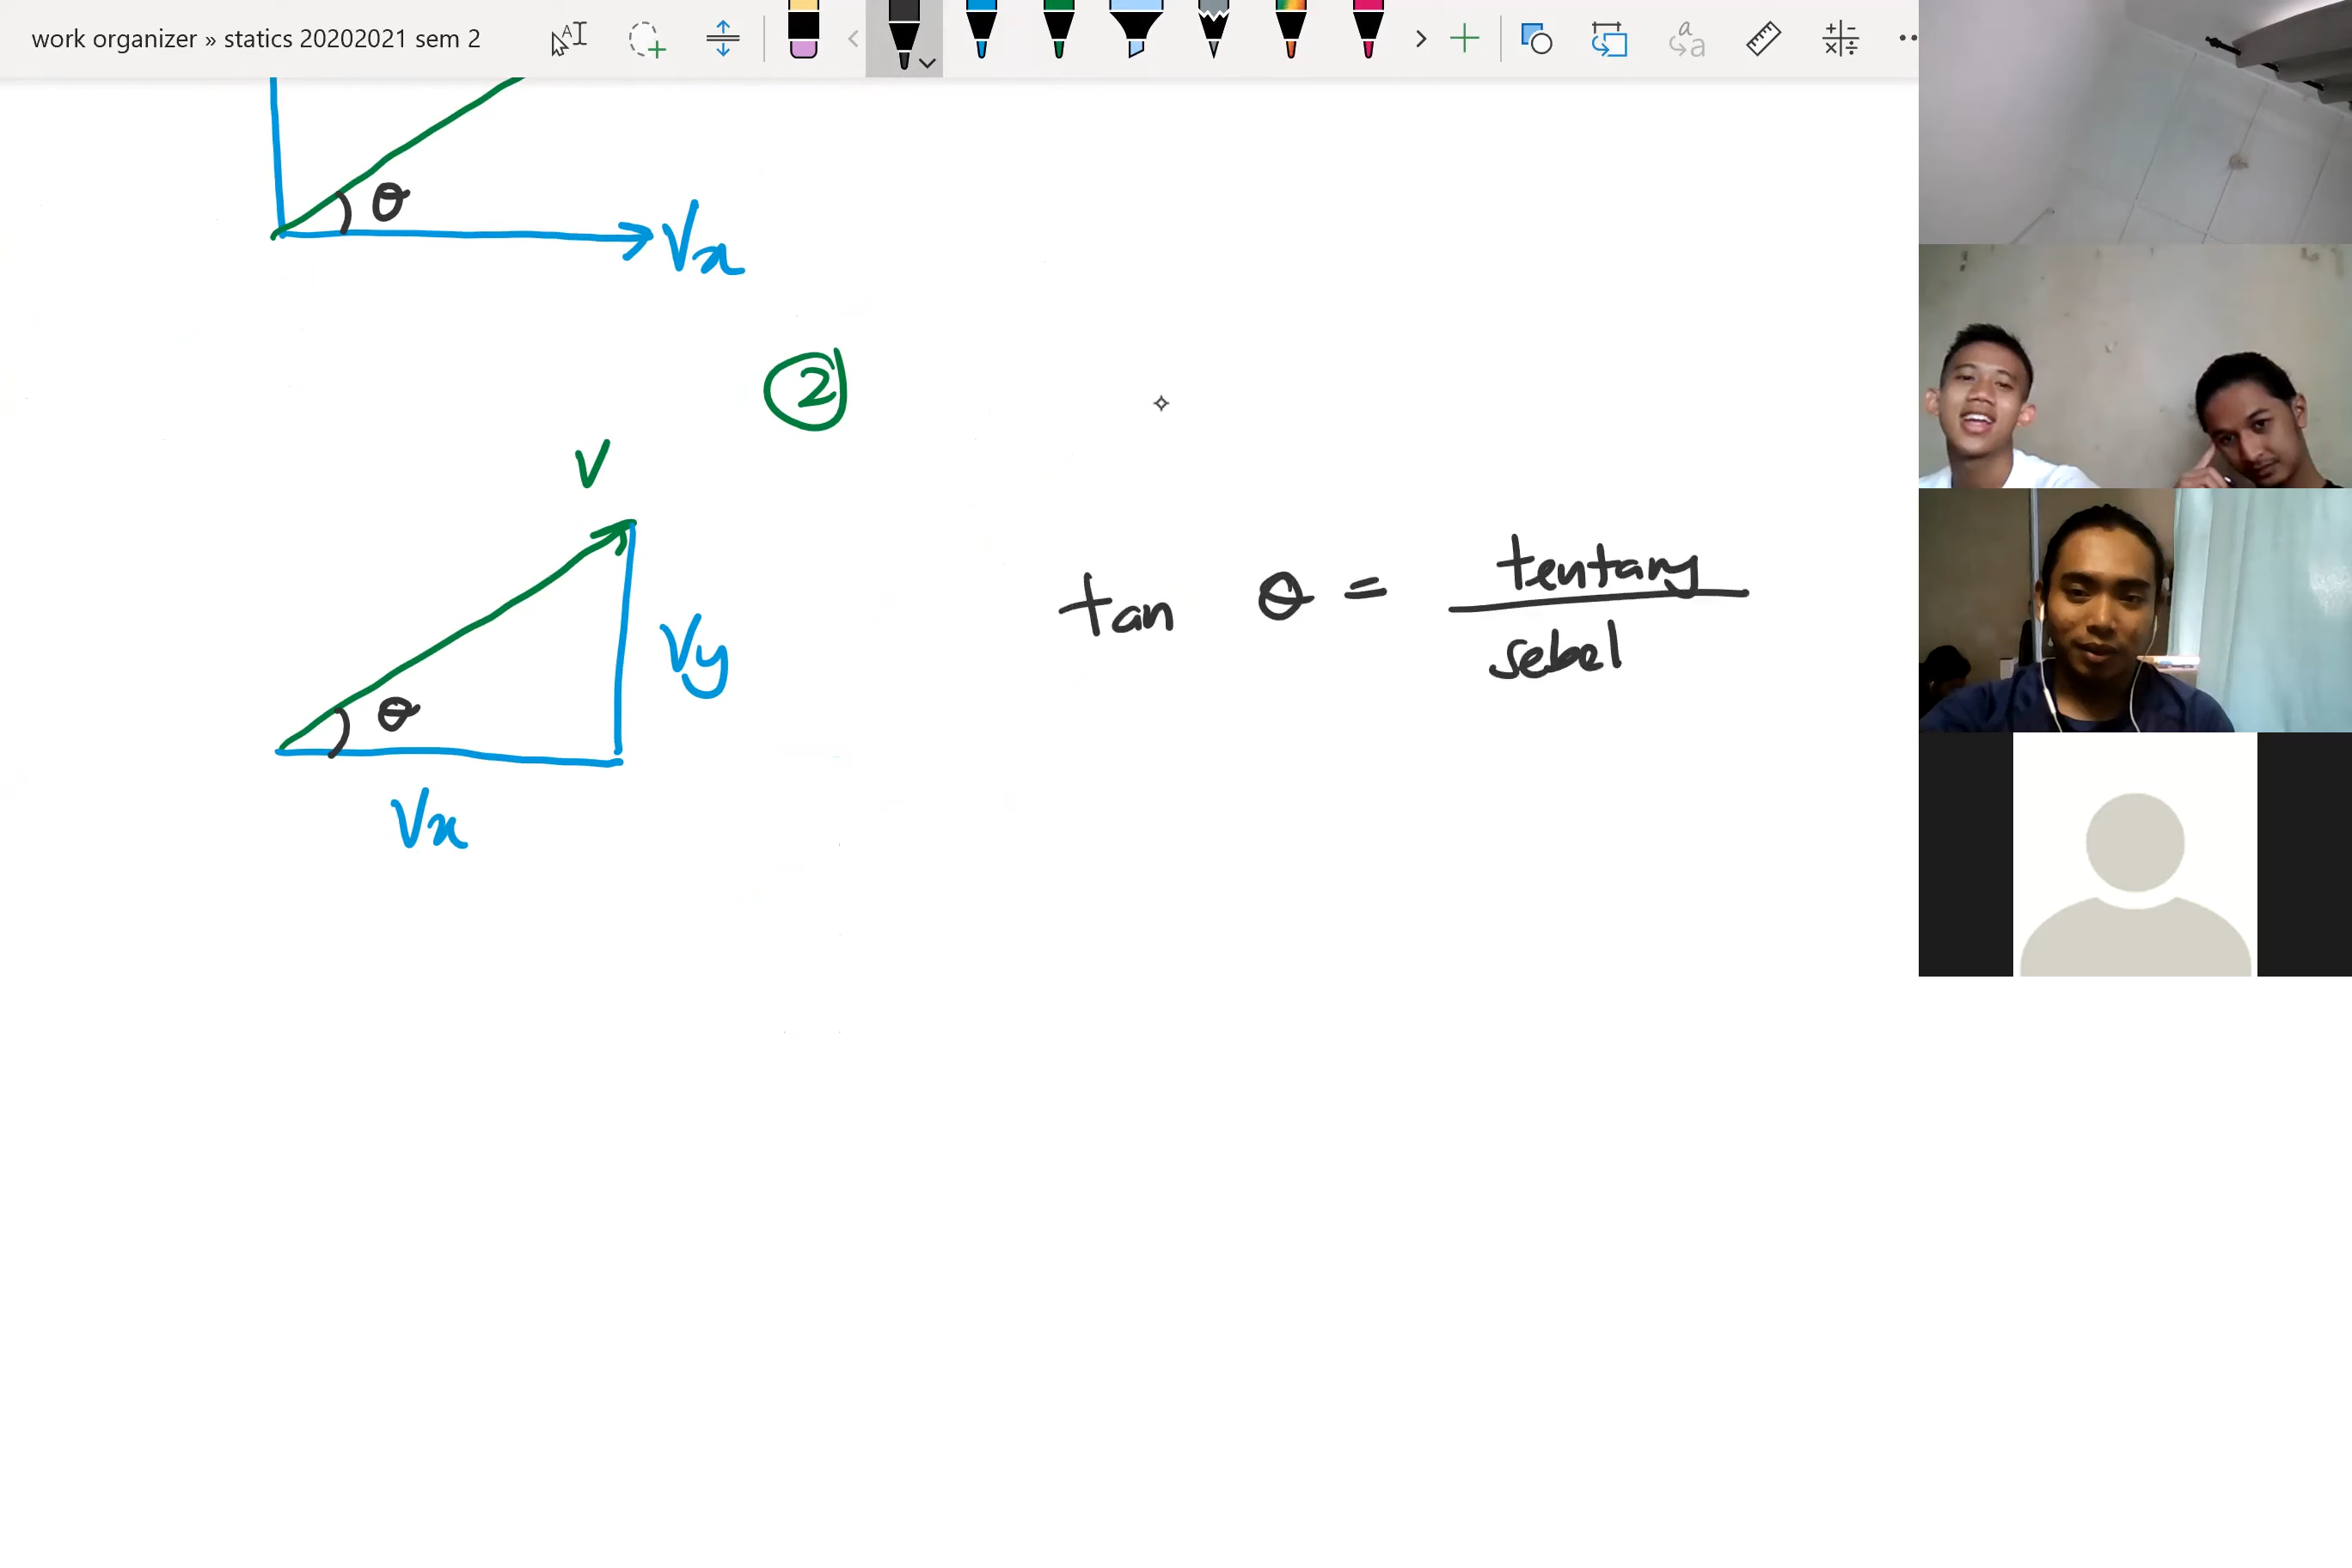 work organizer » statics 20202021 sem 2
θ
Vx
2
V
Vy
θ
Vx
tan θ = tentang
sebel